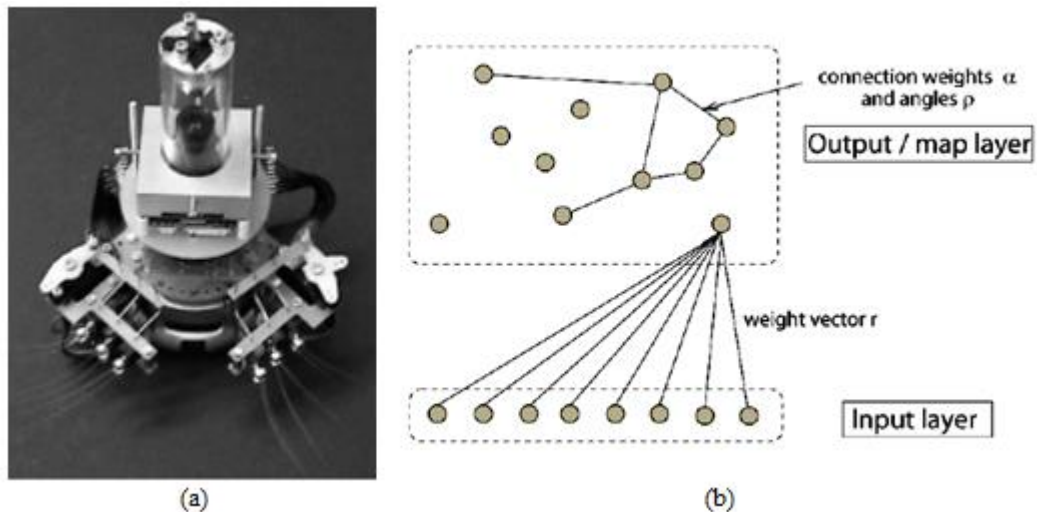 connection weights α
and angles ρ
Output / map layer
weight vector r
Input layer
(a)
(b)